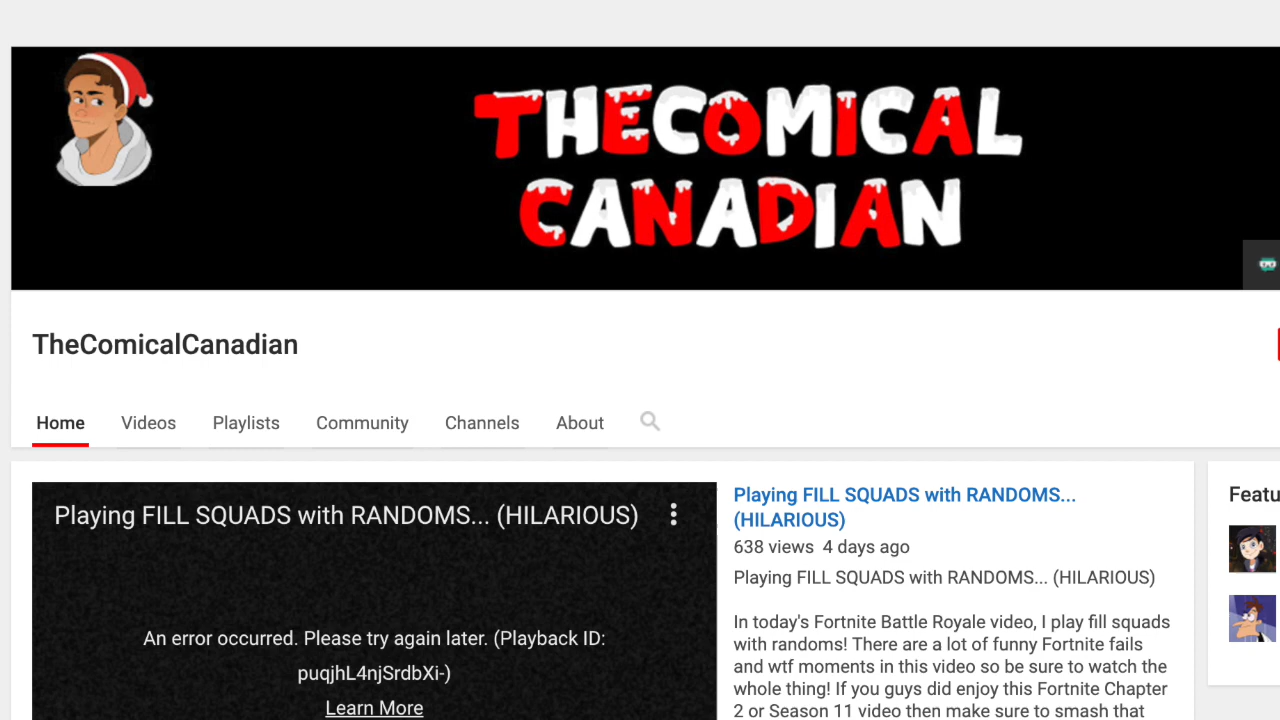 THECOMICAL
CANADIAN
TheComicalCanadian
Home Videos Playlists Community Channels About
Playing FILL SQUADS with RANDOMS... (HILARIOUS)
An error occurred. Please try again later. (Playback ID:
puqjhL4njSrdbXi-)
Learn More
Playing FILL SQUADS with RANDOMS...
(HILARIOUS)
638 views 4 days ago
Playing FILL SQUADS with RANDOMS... (HILARIOUS)
In today's Fortnite Battle Royale video, I play fill squads
with randoms! There are a lot of funny Fortnite fails
and wtf moments in this video so be sure to watch the
whole thing! If you guys did enjoy this Fortnite Chapter
2 or Season 11 video then make sure to smash that
Featu